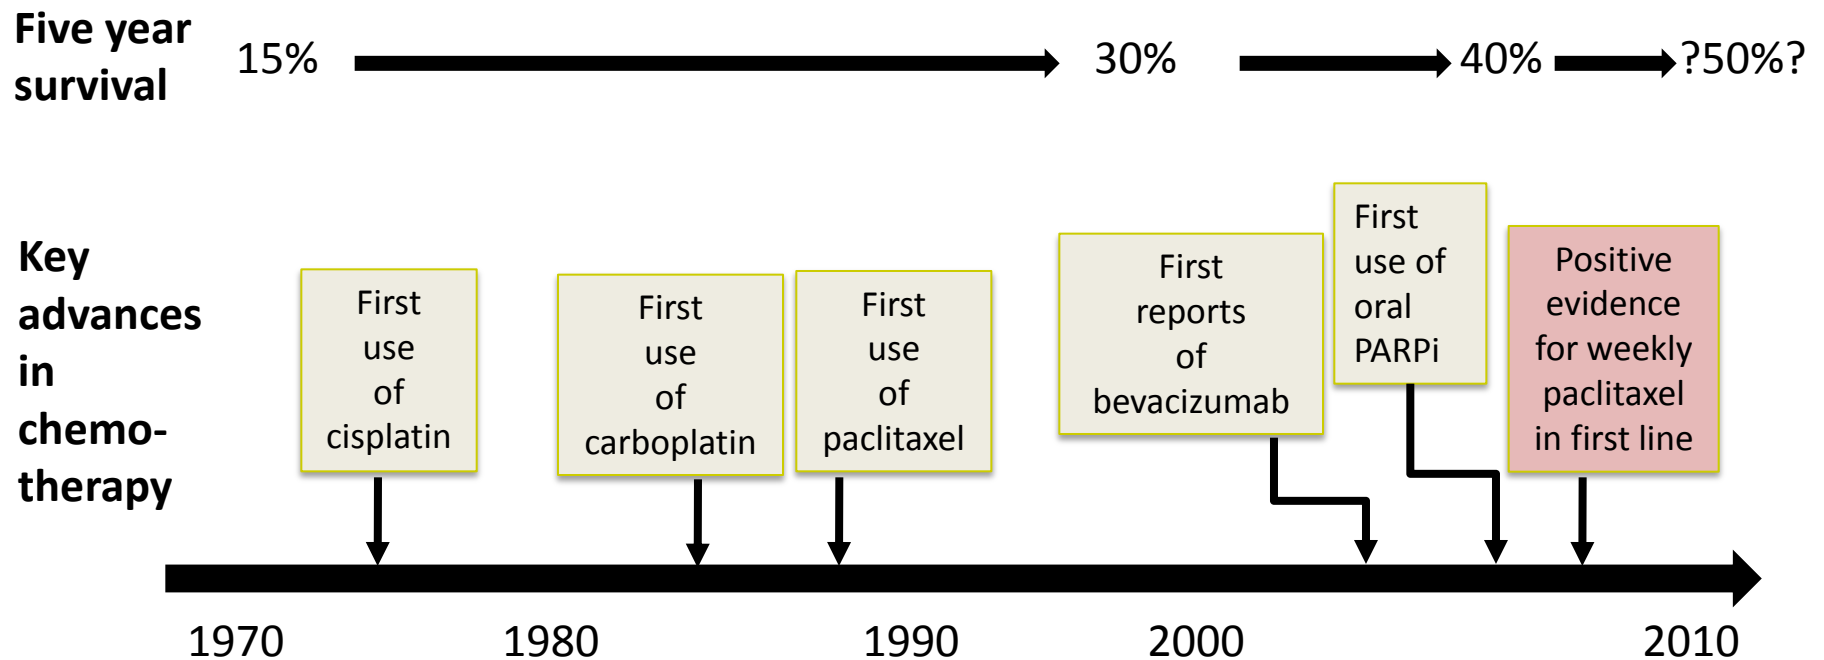 Five year
survival
15%
30%
40%
?50%?
Key
advances
in
chemo-
therapy
First
use
of
cisplatin
First
use
of
carboplatin
First
use
of
paclitaxel
First
reports
of
bevacizumab
First
use of
oral
PARPi
Positive
evidence
for weekly
paclitaxel
in first line
1970
1980
1990
2000
2010